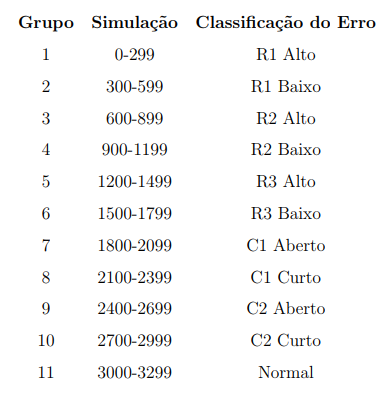 Grupo Simulação Classificação do Erro
1 0-299 R1 Alto
2 300-599 R1 Baixo
3 600-899 R2 Alto
4 900-1199 R2 Baixo
5 1200-1499 R3 Alto
6 1500-1799 R3 Baixo
7 1800-2099 C1 Aberto
8 2100-2399 C1 Curto
9 2400-2699 C2 Aberto
10 2700-2999 C2 Curto
11 3000-3299 Normal